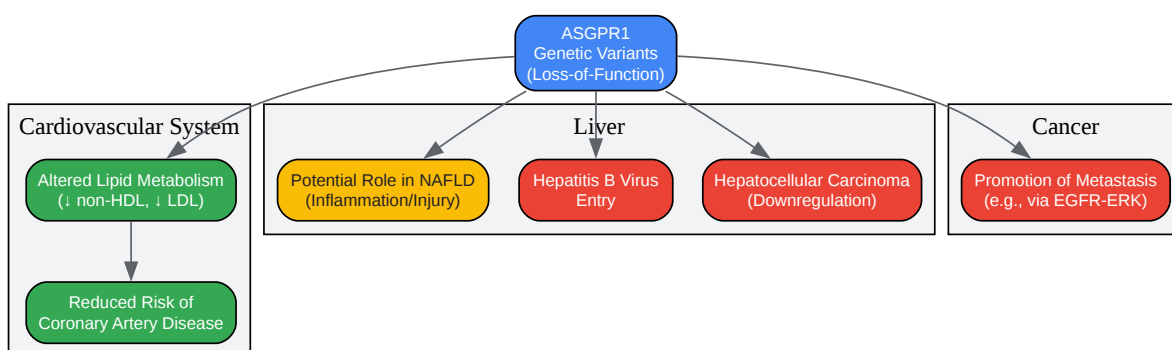 ASGPR1
Genetic Variants
(Loss-of-Function)
Cardiovascular System
Liver
Cancer
Altered Lipid Metabolism
(↓ non-HDL, ↓ LDL)
Potential Role in NAFLD
(Inflammation/Injury)
Hepatitis B Virus
Entry
Hepatocellular Carcinoma
(Downregulation)
Promotion of Metastasis
(e.g., via EGFR-ERK)
Reduced Risk of
Coronary Artery Disease